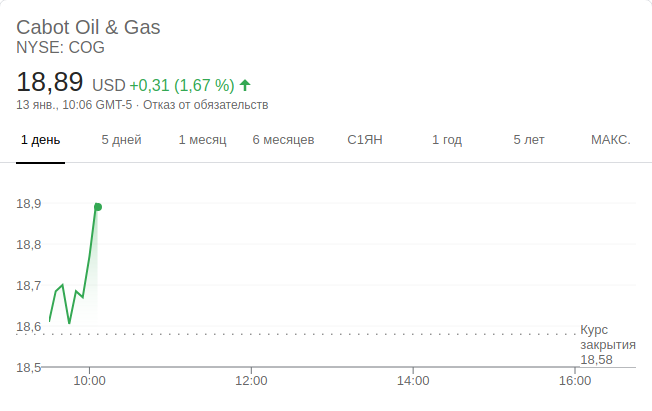 Cabot Oil & Gas
NYSE: COG
18,89 USD +0,31 (1,67 %)
13 янв., 10:06 GMT-5 · Отказ от обязательств
1 день 5 дней 1 месяц 6 месяцев С1ЯН 1 год 5 лет МАКС.
18,9
18,8
18,7
18,6
Курс
закрытия
18,58
18,5
10:00 12:00 14:00 16:00